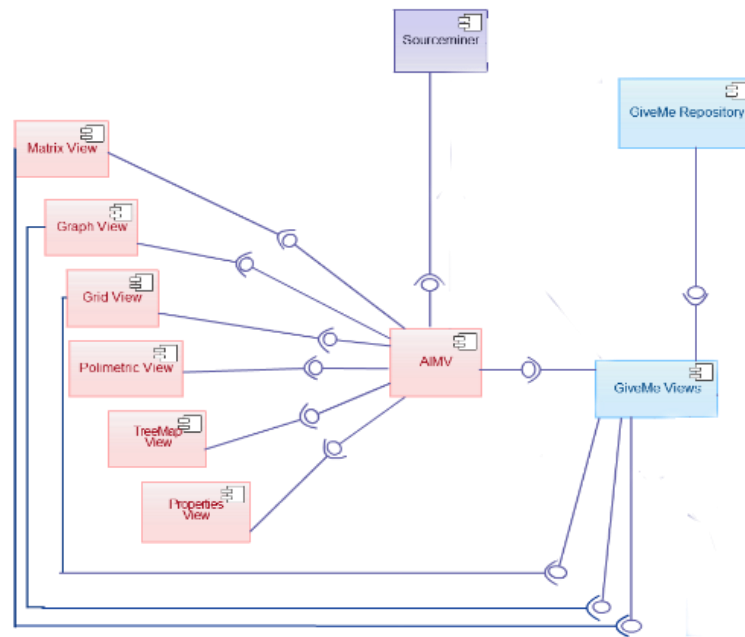 Sourceminer
GiveMe Repository
Matrix View
Graph View
Grid View
Polimetric View
AIMV
GiveMe Views
TreeMap
View
Properties
View